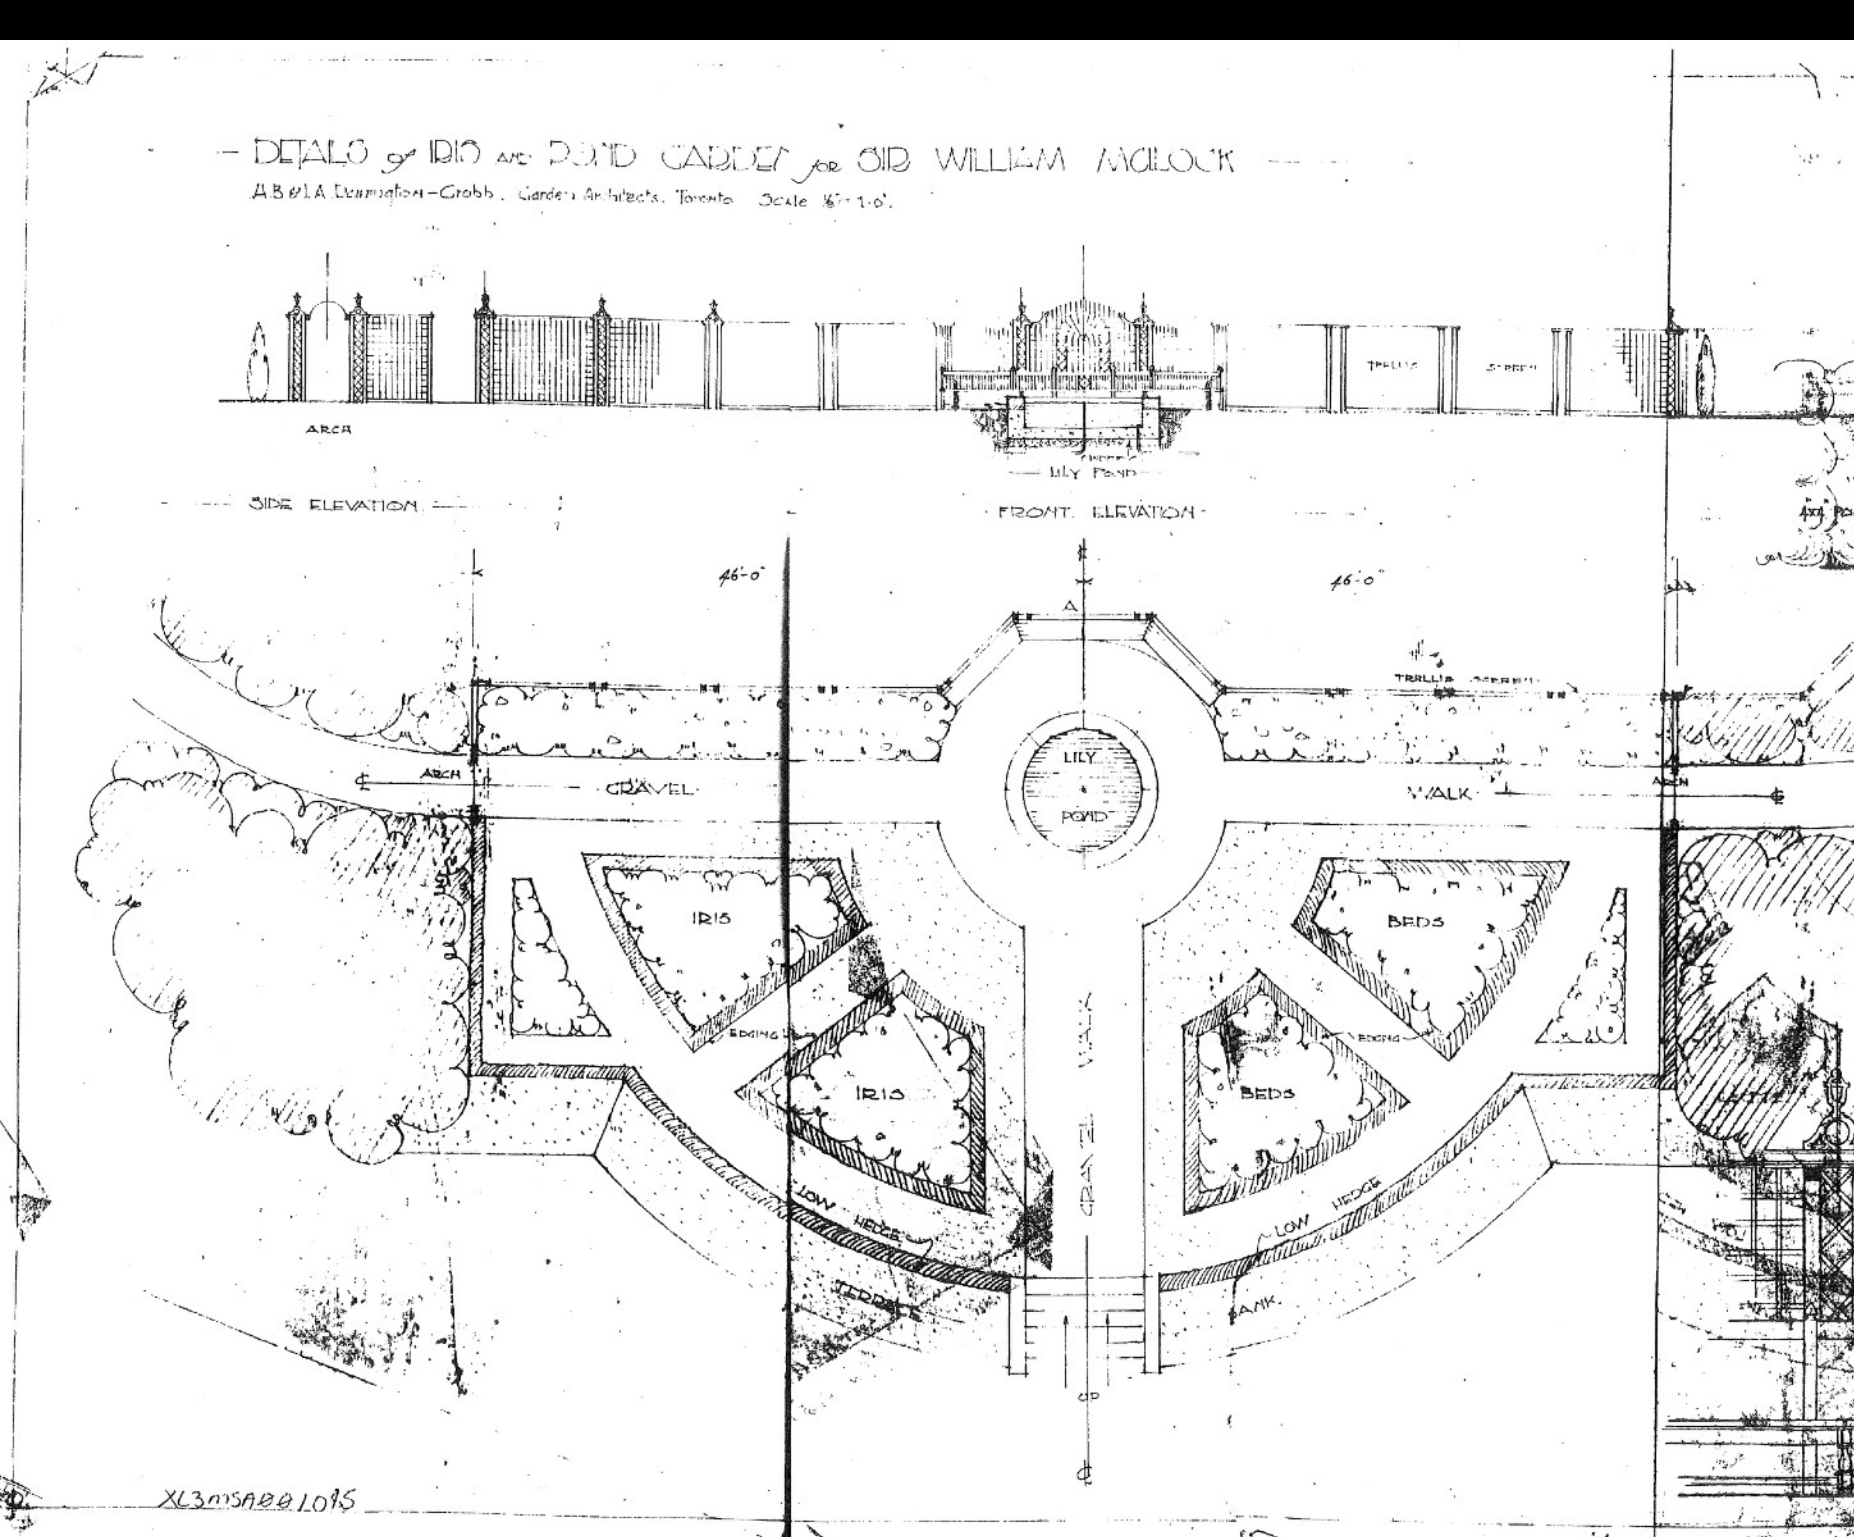 DETAILS of IRIS AND POND GARDEN for SIR WILLIAM MULOCK
H.B & L.A. Dunnington-Grubb. Garden Architects. Toronto Scale ⅛"=1-0".
TRELLIS SCREEN
ARCH
LILY POND
SIDE ELEVATION
FRONT ELEVATION
4x4
46'-0"
46'-0"
A
TRELLIS SCREEN
ARCH
GRAVEL
LILY
POND
WALK
ARCH
IRIS
BEDS
EDGING
EDGING
IRIS
BEDS
GRAVEL WALK
LOW HEDGE
LOW HEDGE
TERRACE
BANK
UP